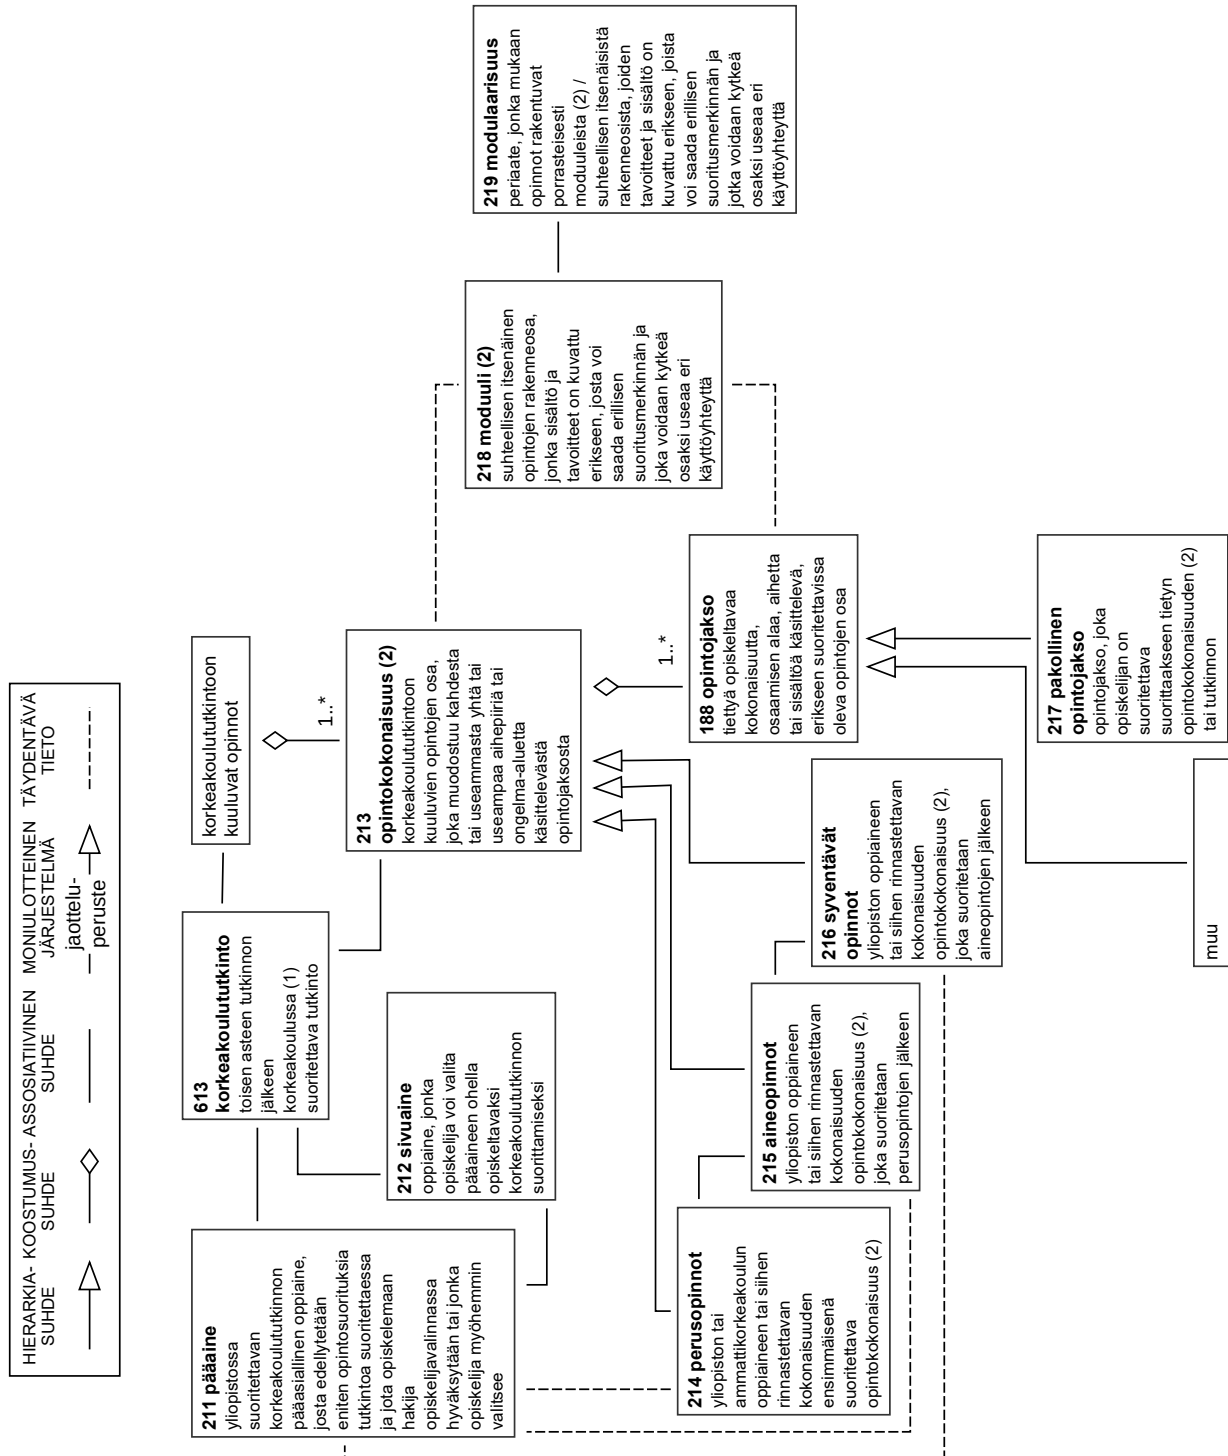 HIERARKIA-
SUHDE
KOOSTUMUS-
SUHDE
ASSOSIATIIVINEN
SUHDE
MONIULOTTEINEN
JÄRJESTELMÄ
jaottelu-
peruste
TÄYDENTÄVÄ
TIETO
211 pääaine
yliopistossa
suoritettavan
korkeakoulututkinnon
pääasiallinen oppiaine,
josta edellytetään
eniten opintosuorituksia
tutkintoa suoritettaessa
ja jota opiskelemaan
hakija
opiskelijavalinnassa
hyväksytään tai jonka
opiskelija myöhemmin
valitsee
613
korkeakoulututkinto
toisen asteen tutkinnon
jälkeen
korkeakoulussa (1)
suoritettava tutkinto
korkeakoulututkintoon
kuuluvat opinnot
1..*
212 sivuaine
oppiaine, jonka
opiskelija voi valita
pääaineen ohella
opiskeltavaksi
korkeakoulututkinnon
suorittamiseksi
213
opintokokonaisuus (2)
korkeakoulututkintoon
kuuluvien opintojen osa,
joka muodostuu kahdesta
tai useammasta yhtä tai
useampaa aihepiiriä tai
ongelma-aluetta
käsittelevästä
opintojaksosta
218 moduuli (2)
suhteellisen itsenäinen
opintojen rakenneosa,
jonka sisältö ja
tavoitteet on kuvattu
erikseen, josta voi
saada erillisen
suoritusmerkinnän ja
joka voidaan kytkeä
osaksi useaa eri
käyttöyhteyttä
219 modulaarisuus
periaate, jonka mukaan
opinnot rakentuvat
porrasteisesti
moduuleista (2) /
suhteellisen itsenäisistä
rakenneosista, joiden
tavoitteet ja sisältö on
kuvattu erikseen, joista
voi saada erillisen
suoritusmerkinnän ja
jotka voidaan kytkeä
osaksi useaa eri
käyttöyhteyttä
1..*
214 perusopinnot
yliopiston tai
ammattikorkeakoulun
oppiaineen tai siihen
rinnastettavan
kokonaisuuden
ensimmäisenä
suoritettava
opintokokonaisuus (2)
215 aineopinnot
yliopiston oppiaineen
tai siihen rinnastettavan
kokonaisuuden
opintokokonaisuus (2),
joka suoritetaan
perusopintojen jälkeen
216 syventävät
opinnot
yliopiston oppiaineen
tai siihen rinnastettavan
kokonaisuuden
opintokokonaisuus (2),
joka suoritetaan
aineopintojen jälkeen
188 opintojakso
tiettyä opiskeltavaa
kokonaisuutta,
osaamisen alaa, aihetta
tai sisältöä käsittelevä,
erikseen suoritettavissa
oleva opintojen osa
217 pakollinen
opintojakso
opintojakso, joka
opiskelijan on
suoritettava
suorittaakseen tietyn
opintokokonaisuuden (2)
tai tutkinnon
muu